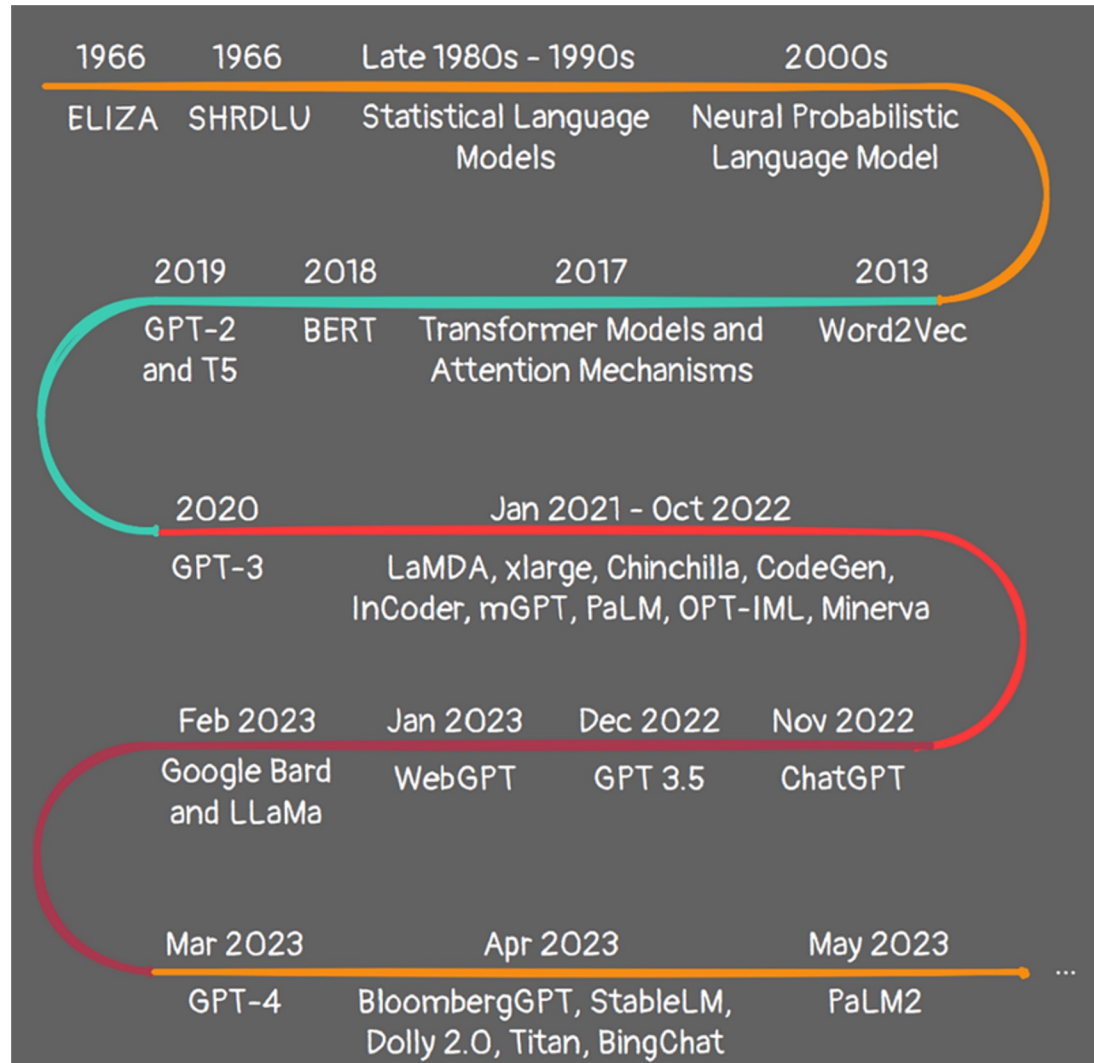 1966 1966 Late 1980s - 1990s 2000s
ELIZA SHRDLU Statistical Language Neural Probabilistic
Models Language Model
2019 2018 2017 2013
GPT-2 BERT Transformer Models and Word2Vec
and T5 Attention Mechanisms
2020 Jan 2021 - Oct 2022
GPT-3 LaMDA, xlarge, Chinchilla, CodeGen,
InCoder, mGPT, PaLM, OPT-IML, Minerva
Feb 2023 Jan 2023 Dec 2022 Nov 2022
Google Bard WebGPT GPT 3.5 ChatGPT
and LLaMa
Mar 2023 Apr 2023 May 2023
...
GPT-4 BloombergGPT, StableLM, PaLM2
Dolly 2.0, Titan, BingChat